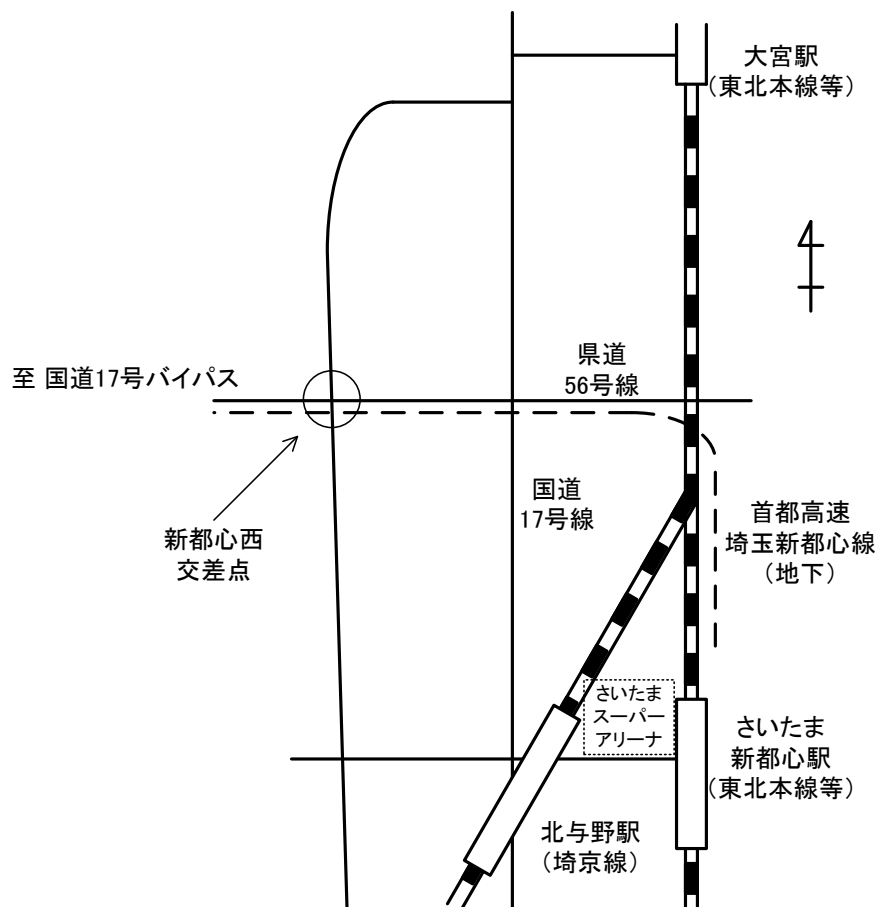 大宮駅
(東北本線等)
県道
56号線
至 国道17号バイパス
国道
17号線
首都高速
埼玉新都心線
(地下)
新都心西
交差点
さいたま
スーパー
アリーナ
さいたま
新都心駅
(東北本線等)
北与野駅
(埼京線)